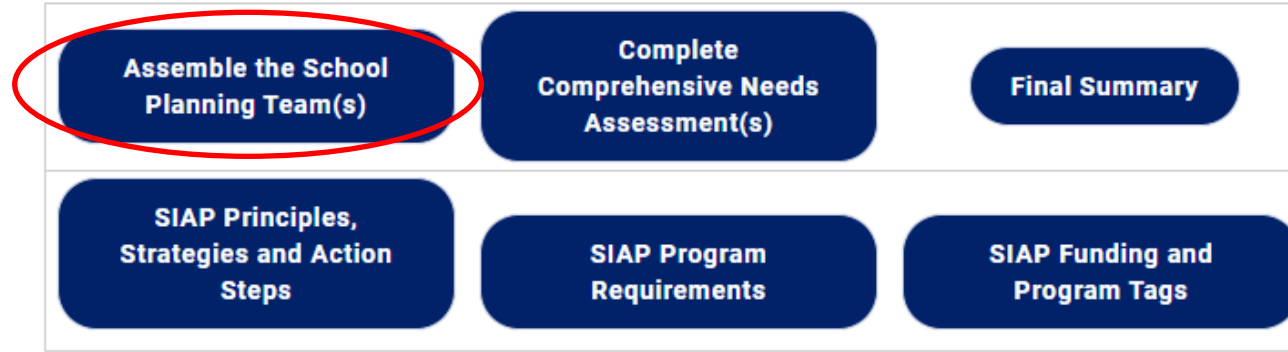 Assemble the School
Planning Team(s)
Complete
Comprehensive Needs
Assessment(s)
Final Summary
SIAP Principles,
Strategies and Action
Steps
SIAP Program
Requirements
SIAP Funding and
Program Tags